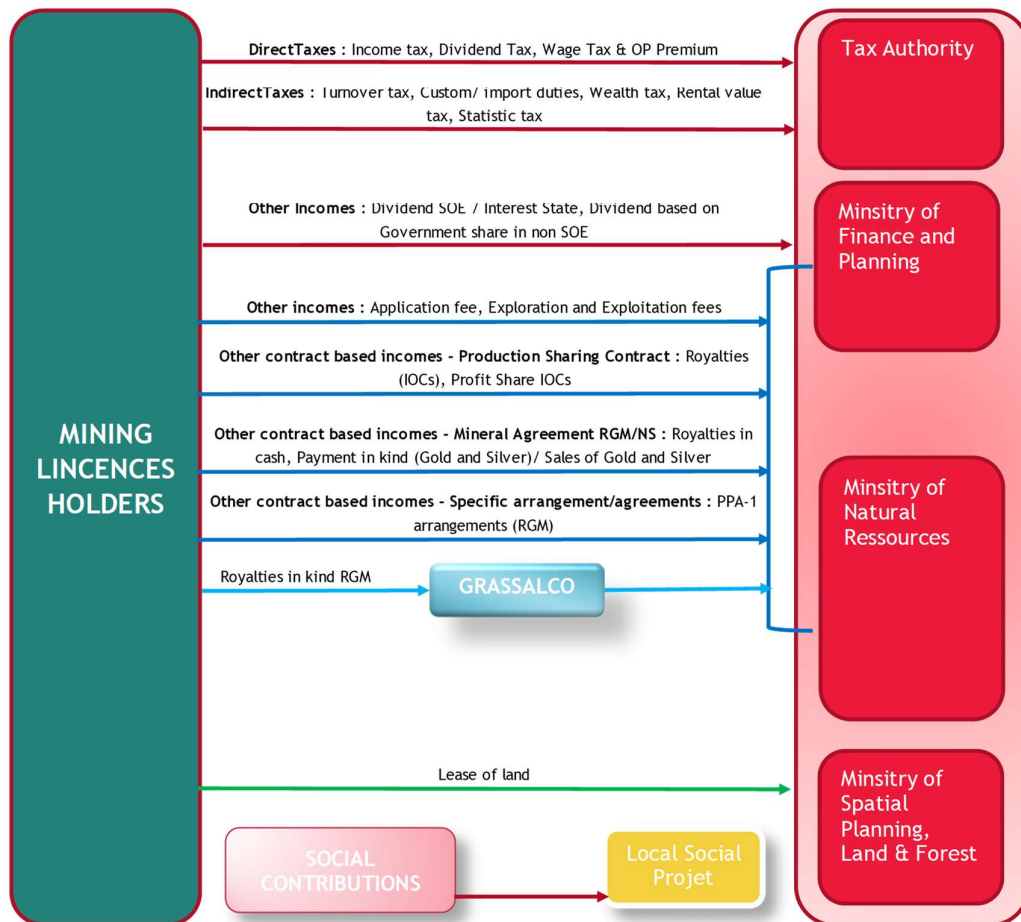 DirectTaxes : Income tax, Dividend Tax, Wage Tax & OP Premium
IndirectTaxes : Turnover tax, Custom/ import duties, Wealth tax, Rental value
tax, Statistic tax
Tax Authority
Other Incomes : Dividend SOE / Interest State, Dividend based on
Government share in non SOE
Minsitry of
Finance and
Planning
Other incomes : Application fee, Exploration and Exploitation fees
Other contract based incomes - Production Sharing Contract : Royalties
(IOCs), Profit Share IOCs
MINING
LINCENCES
HOLDERS
Other contract based incomes - Mineral Agreement RGM/NS : Royalties in
cash, Payment in kind (Gold and Silver)/ Sales of Gold and Silver
Other contract based incomes - Specific arrangement/agreements : PPA-1
arrangements (RGM)
Minsitry of
Natural
Ressources
Royalties in kind RGM
GRASSALCO
Lease of land
Minsitry of
Spatial
Planning,
Land & Forest
SOCIAL
CONTRIBUTIONS
Local Social
Projet